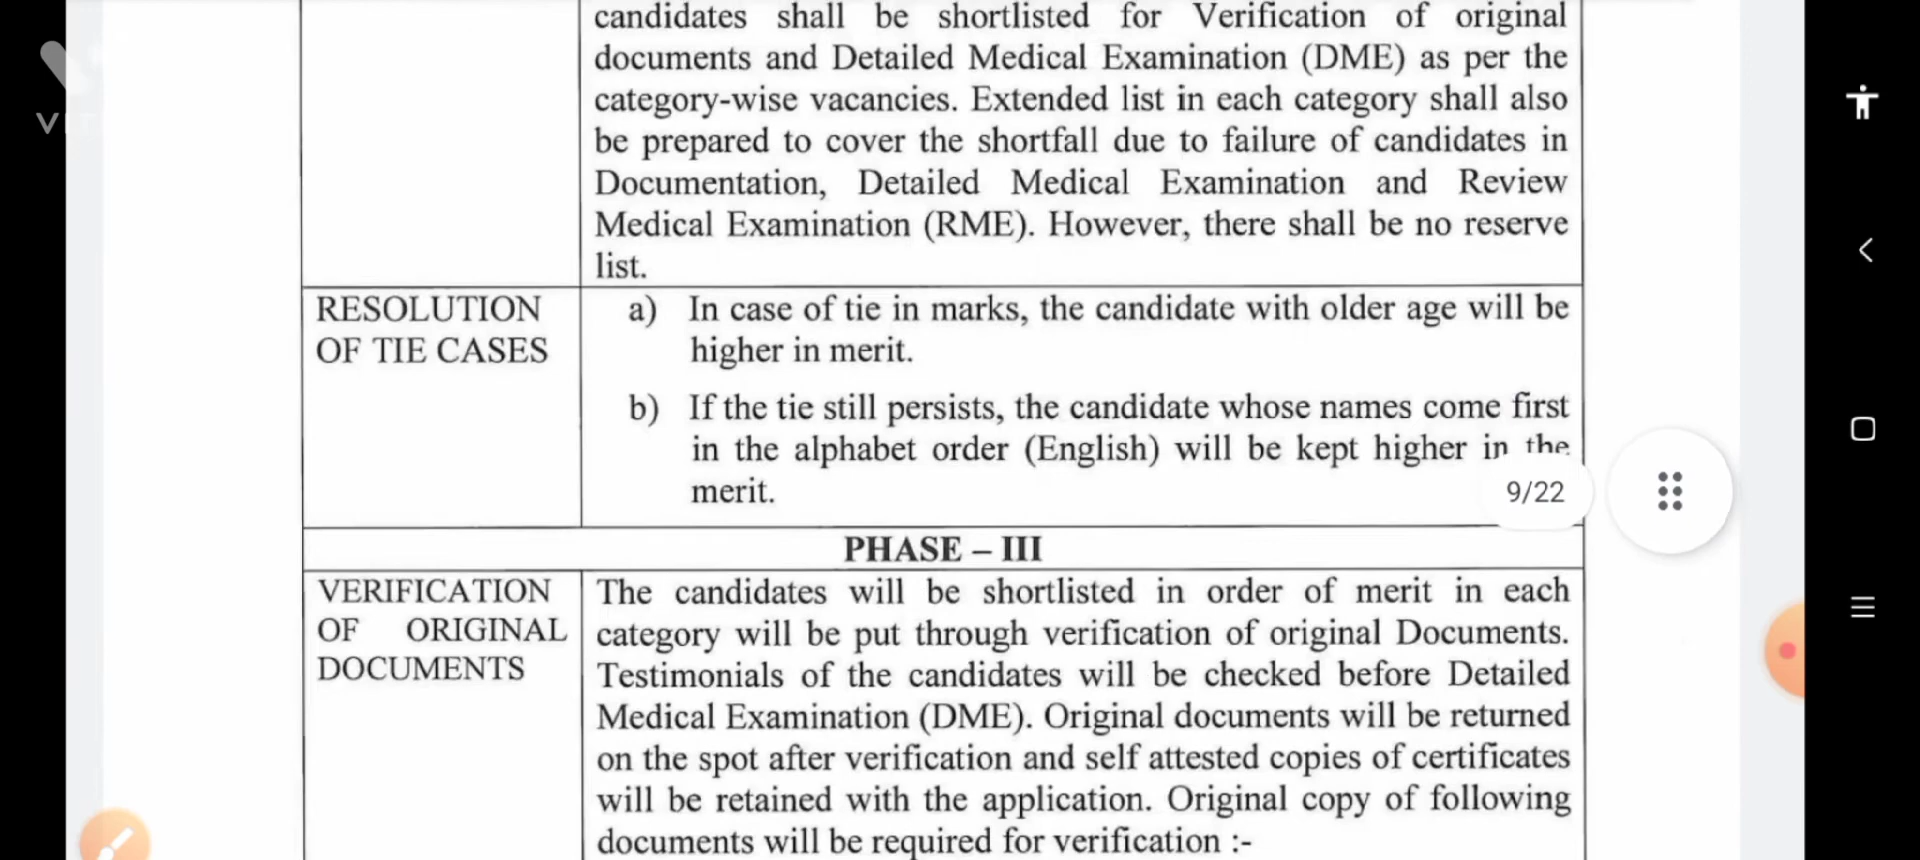 candidates shall be shortlisted for Verification of original
documents and Detailed Medical Examination (DME) as per the
category-wise vacancies. Extended list in each category shall also
be prepared to cover the shortfall due to failure of candidates in
Documentation, Detailed Medical Examination and Review
Medical Examination (RME). However, there shall be no reserve
list.
RESOLUTION
OF TIE CASES
a) In case of tie in marks, the candidate with older age will be
higher in merit.
b) If the tie still persists, the candidate whose names come first
in the alphabet order (English) will be kept higher in the
merit.
9/22
PHASE – III
VERIFICATION
OF ORIGINAL
DOCUMENTS
The candidates will be shortlisted in order of merit in each
category will be put through verification of original Documents.
Testimonials of the candidates will be checked before Detailed
Medical Examination (DME). Original documents will be returned
on the spot after verification and self attested copies of certificates
will be retained with the application. Original copy of following
documents will be required for verification :-